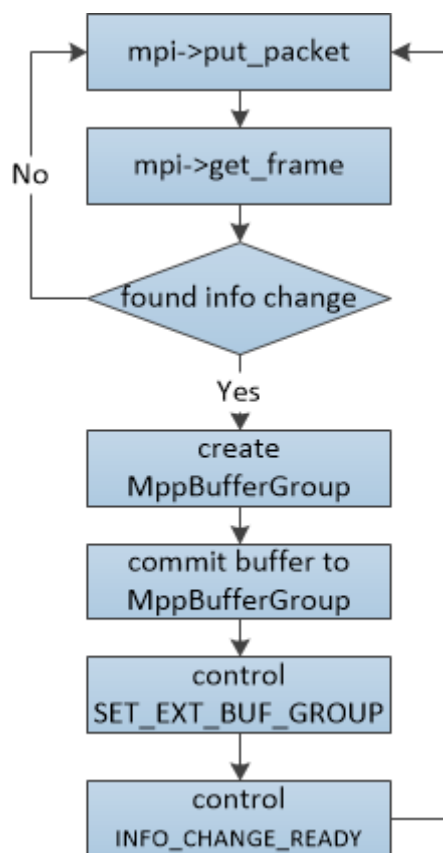 mpi->put_packet
mpi->get_frame
No
found info change
Yes
create
MppBufferGroup
commit buffer to
MppBufferGroup
control
SET_EXT_BUF_GROUP
control
INFO_CHANGE_READY